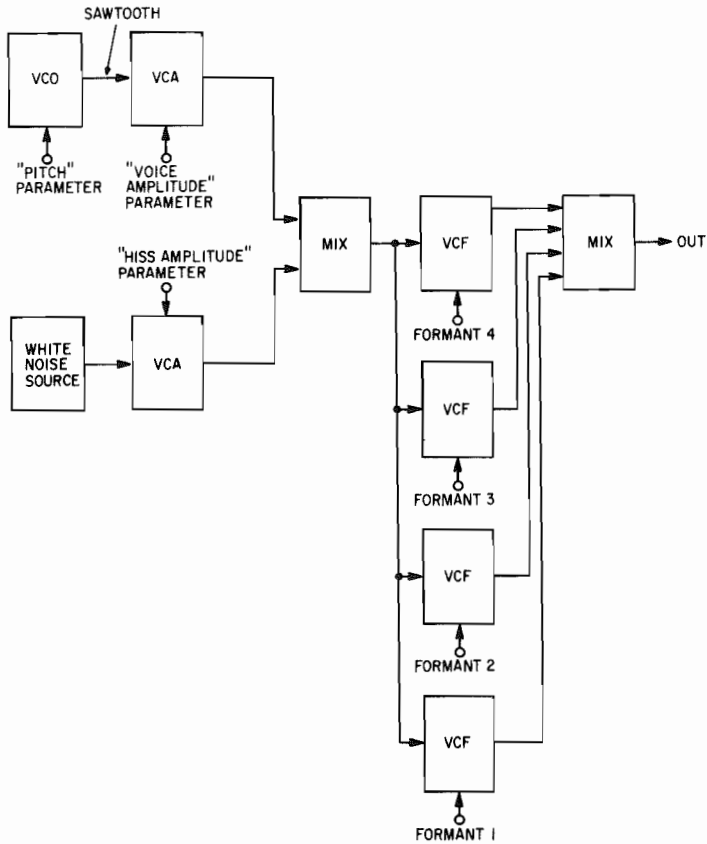 SAWTOOTH
VCO
VCA
"PITCH"
PARAMETER
"VOICE
AMPLITUDE"
PARAMETER
"HISS AMPLITUDE"
PARAMETER
WHITE
NOISE
SOURCE
VCA
MIX
VCF
FORMANT 4
MIX
OUT
VCF
FORMANT 3
VCF
FORMANT 2
VCF
FORMANT 1